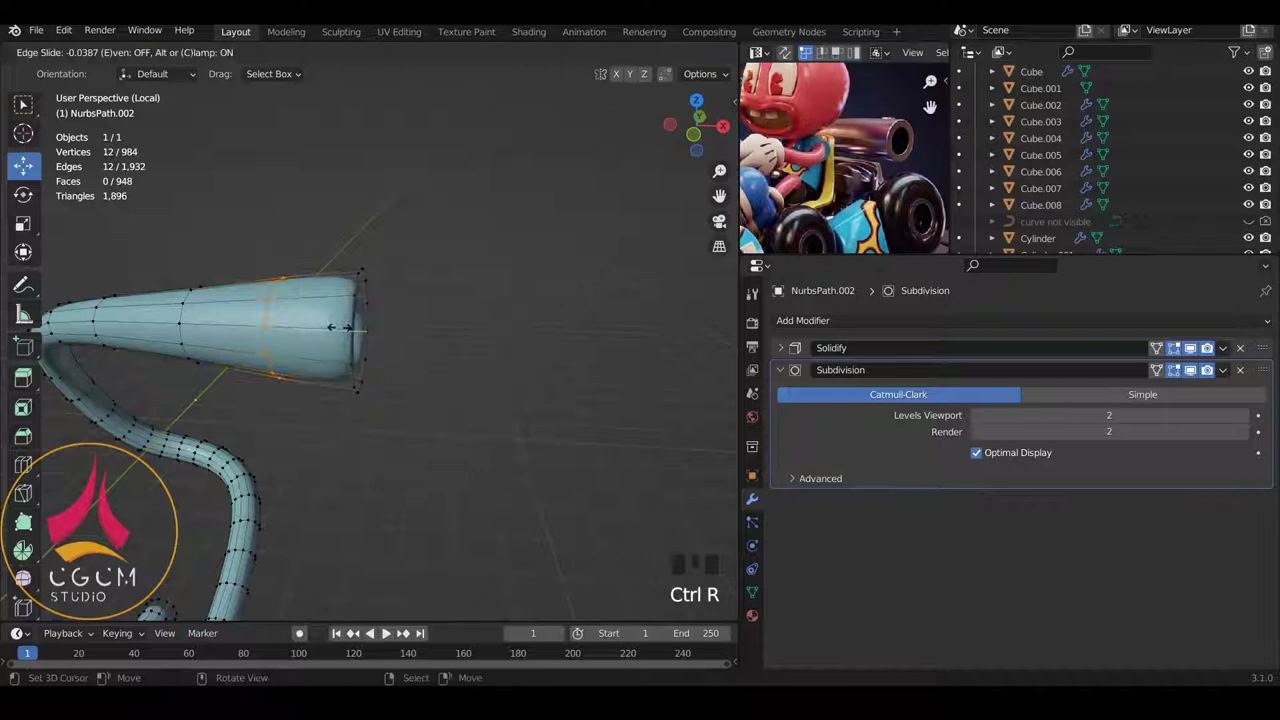 File Edit Render Window Help
Layout Modeling Sculpting UV Editing Texture Paint Shading Animation Rendering Compositing Scripting +
Scene
ViewLayer
Edge Slide: -0.0387 (E)ven: OFF, Alt or (C)lamp: ON
View
Sel
Orientation: Default Drag: Select Box
X Y Z Options
User Perspective (Local)
(1) NurbsPath.002
Objects 1/1
Vertices 12/984
Edges 12/1,932
Faces 0/948
Triangles 1,896
Z
Y
X
Cube
Cube.001
Cube.002
Cube.003
Cube.004
Cube.005
Cube.006
Cube.007
Cube.008
curve not visible
Cylinder
NurbsPath.002 > Subdivision
Add Modifier
Solidify
Subdivision
Catmull-Clark Simple
Levels Viewport 2
Render 2
Optimal Display
Advanced
CGCM
STUDIO
Ctrl R
Playback Keying View Marker
1 Start 1 End 250
1 20 40 60 80 100 120 140 160 180 200 220 240
Set 3D Cursor Move Rotate View Select Move
3.1.0